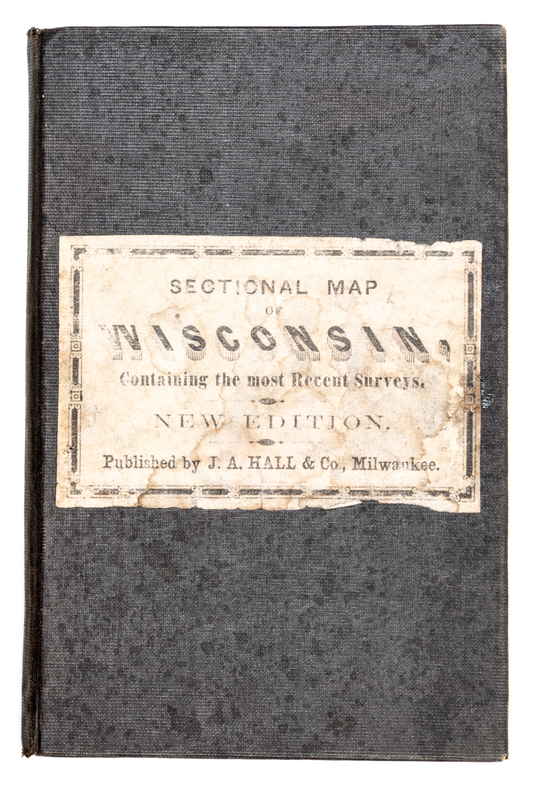 SECTIONAL MAP
OF
WISCONSIN,
Containing the most Recent Surveys.
NEW EDITION.
Published by J. A. HALL & Co., Milwaukee.